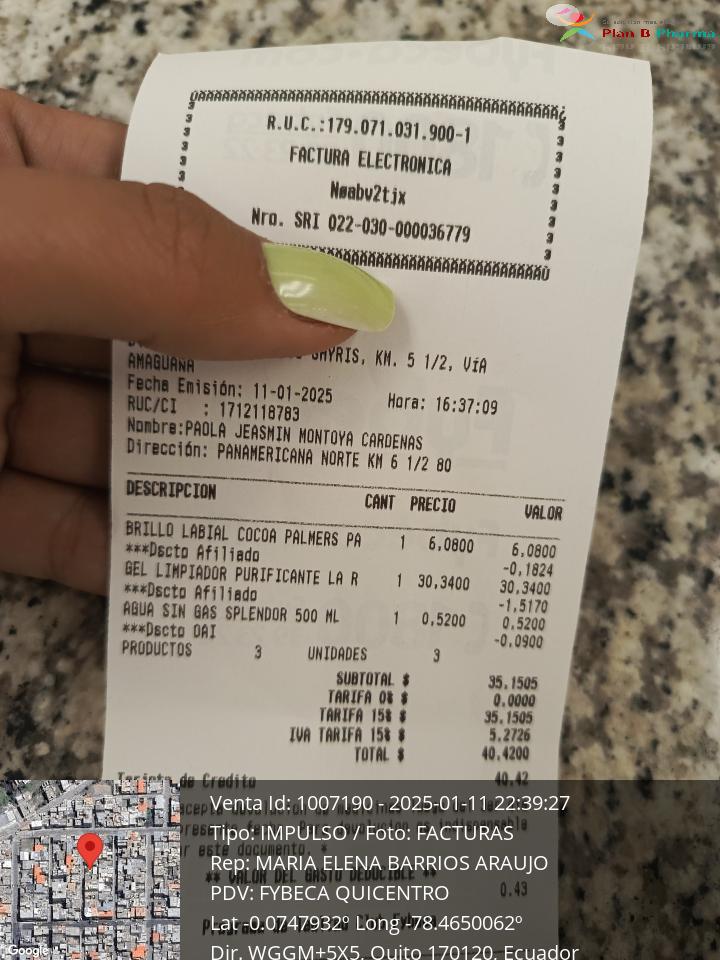 Plan B Pharma
R.U.C.:179.071.031.900-1
FACTURA ELECTRONICA
Nøabv2tjx
Nro. SRI 022-030-000036779
KM. 5 1/2, VíA
AMAGUAÑA
Fecha Emisión: 11-01-2025 Hora: 16:37:09
RUC/CI : 1712118783
Nombre:PAOLA JEASMIN MONTOYA CARDENAS
Dirección: PANAMERICANA NORTE KM 6 1/2 80
DESCRIPCION CANT PRECIO VALOR
BRILLO LABIAL COCOA PALMERS PA 1 6,0800 6,0800
***Dscto Afiliado -0,1824
GEL LIMPIADOR PURIFICANTE LA R 1 30,3400 30,3400
***Dscto Afiliado -1,5170
AGUA SIN GAS SPLENDOR 500 ML 1 0,5200 0.5200
***Dscto OAI -0.0900
PRODUCTOS 3 UNIDADES 3
SUBTOTAL $ 35,1505
TARIFA 0% $ 0.0000
TARIFA 15% $ 35.1505
IVA TARIFA 15% $ 5.2726
TOTAL $ 40.4200
Tarjeta de Credito 40.42
este documento. *
** VALOR DEL GASTO DEDUCIBLE **
0.43
Venta Id: 1007190 - 2025-01-11 22:39:27
Tipo: IMPULSO / Foto: FACTURAS
Rep: MARIA ELENA BARRIOS ARAUJO
PDV: FYBECA QUICENTRO
Lat -0.0747932º Long -78.4650062º
Dir. WGGM+5X5, Quito 170120, Ecuador
Google